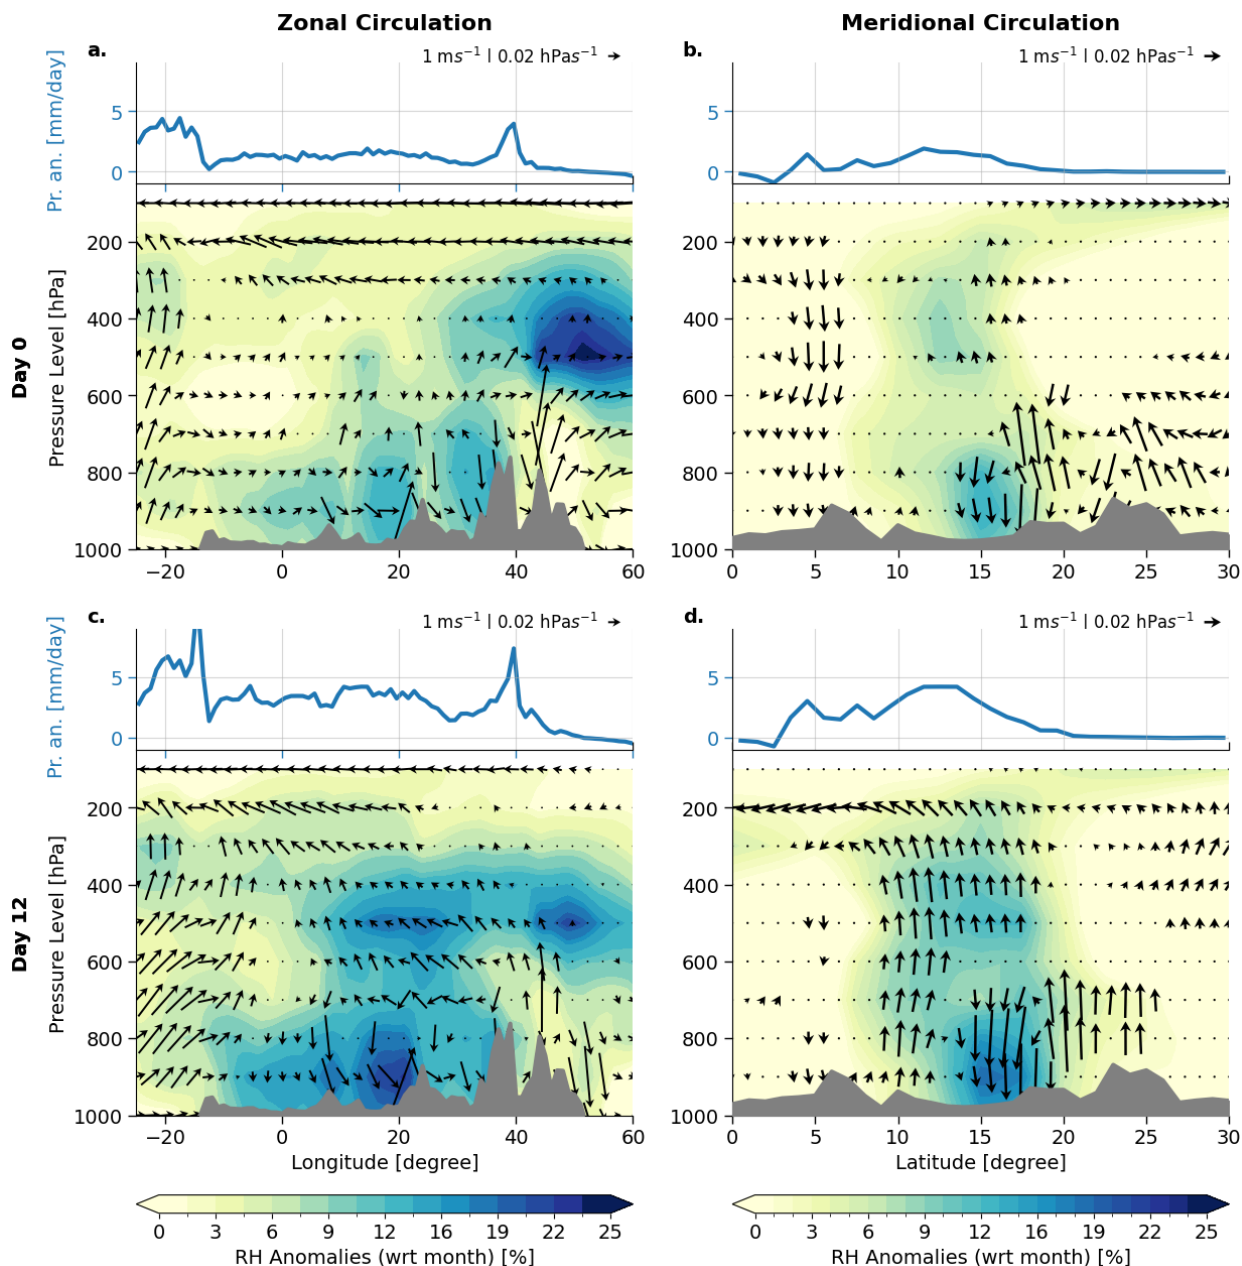 Zonal Circulation
Meridional Circulation
a.
1 ms⁻¹ | 0.02 hPas⁻¹
b.
1 ms⁻¹ | 0.02 hPas⁻¹
Pr. an. [mm/day]
5
0
5
0
Day 0
Pressure Level [hPa]
200
400
600
800
1000
200
400
600
800
1000
−20 0 20 40 60
0 5 10 15 20 25 30
c.
1 ms⁻¹ | 0.02 hPas⁻¹
d.
1 ms⁻¹ | 0.02 hPas⁻¹
Pr. an. [mm/day]
5
0
5
0
Day 12
Pressure Level [hPa]
200
400
600
800
1000
200
400
600
800
1000
−20 0 20 40 60
0 5 10 15 20 25 30
Longitude [degree]
Latitude [degree]
0 3 6 9 12 16 19 22 25
0 3 6 9 12 16 19 22 25
RH Anomalies (wrt month) [%]
RH Anomalies (wrt month) [%]